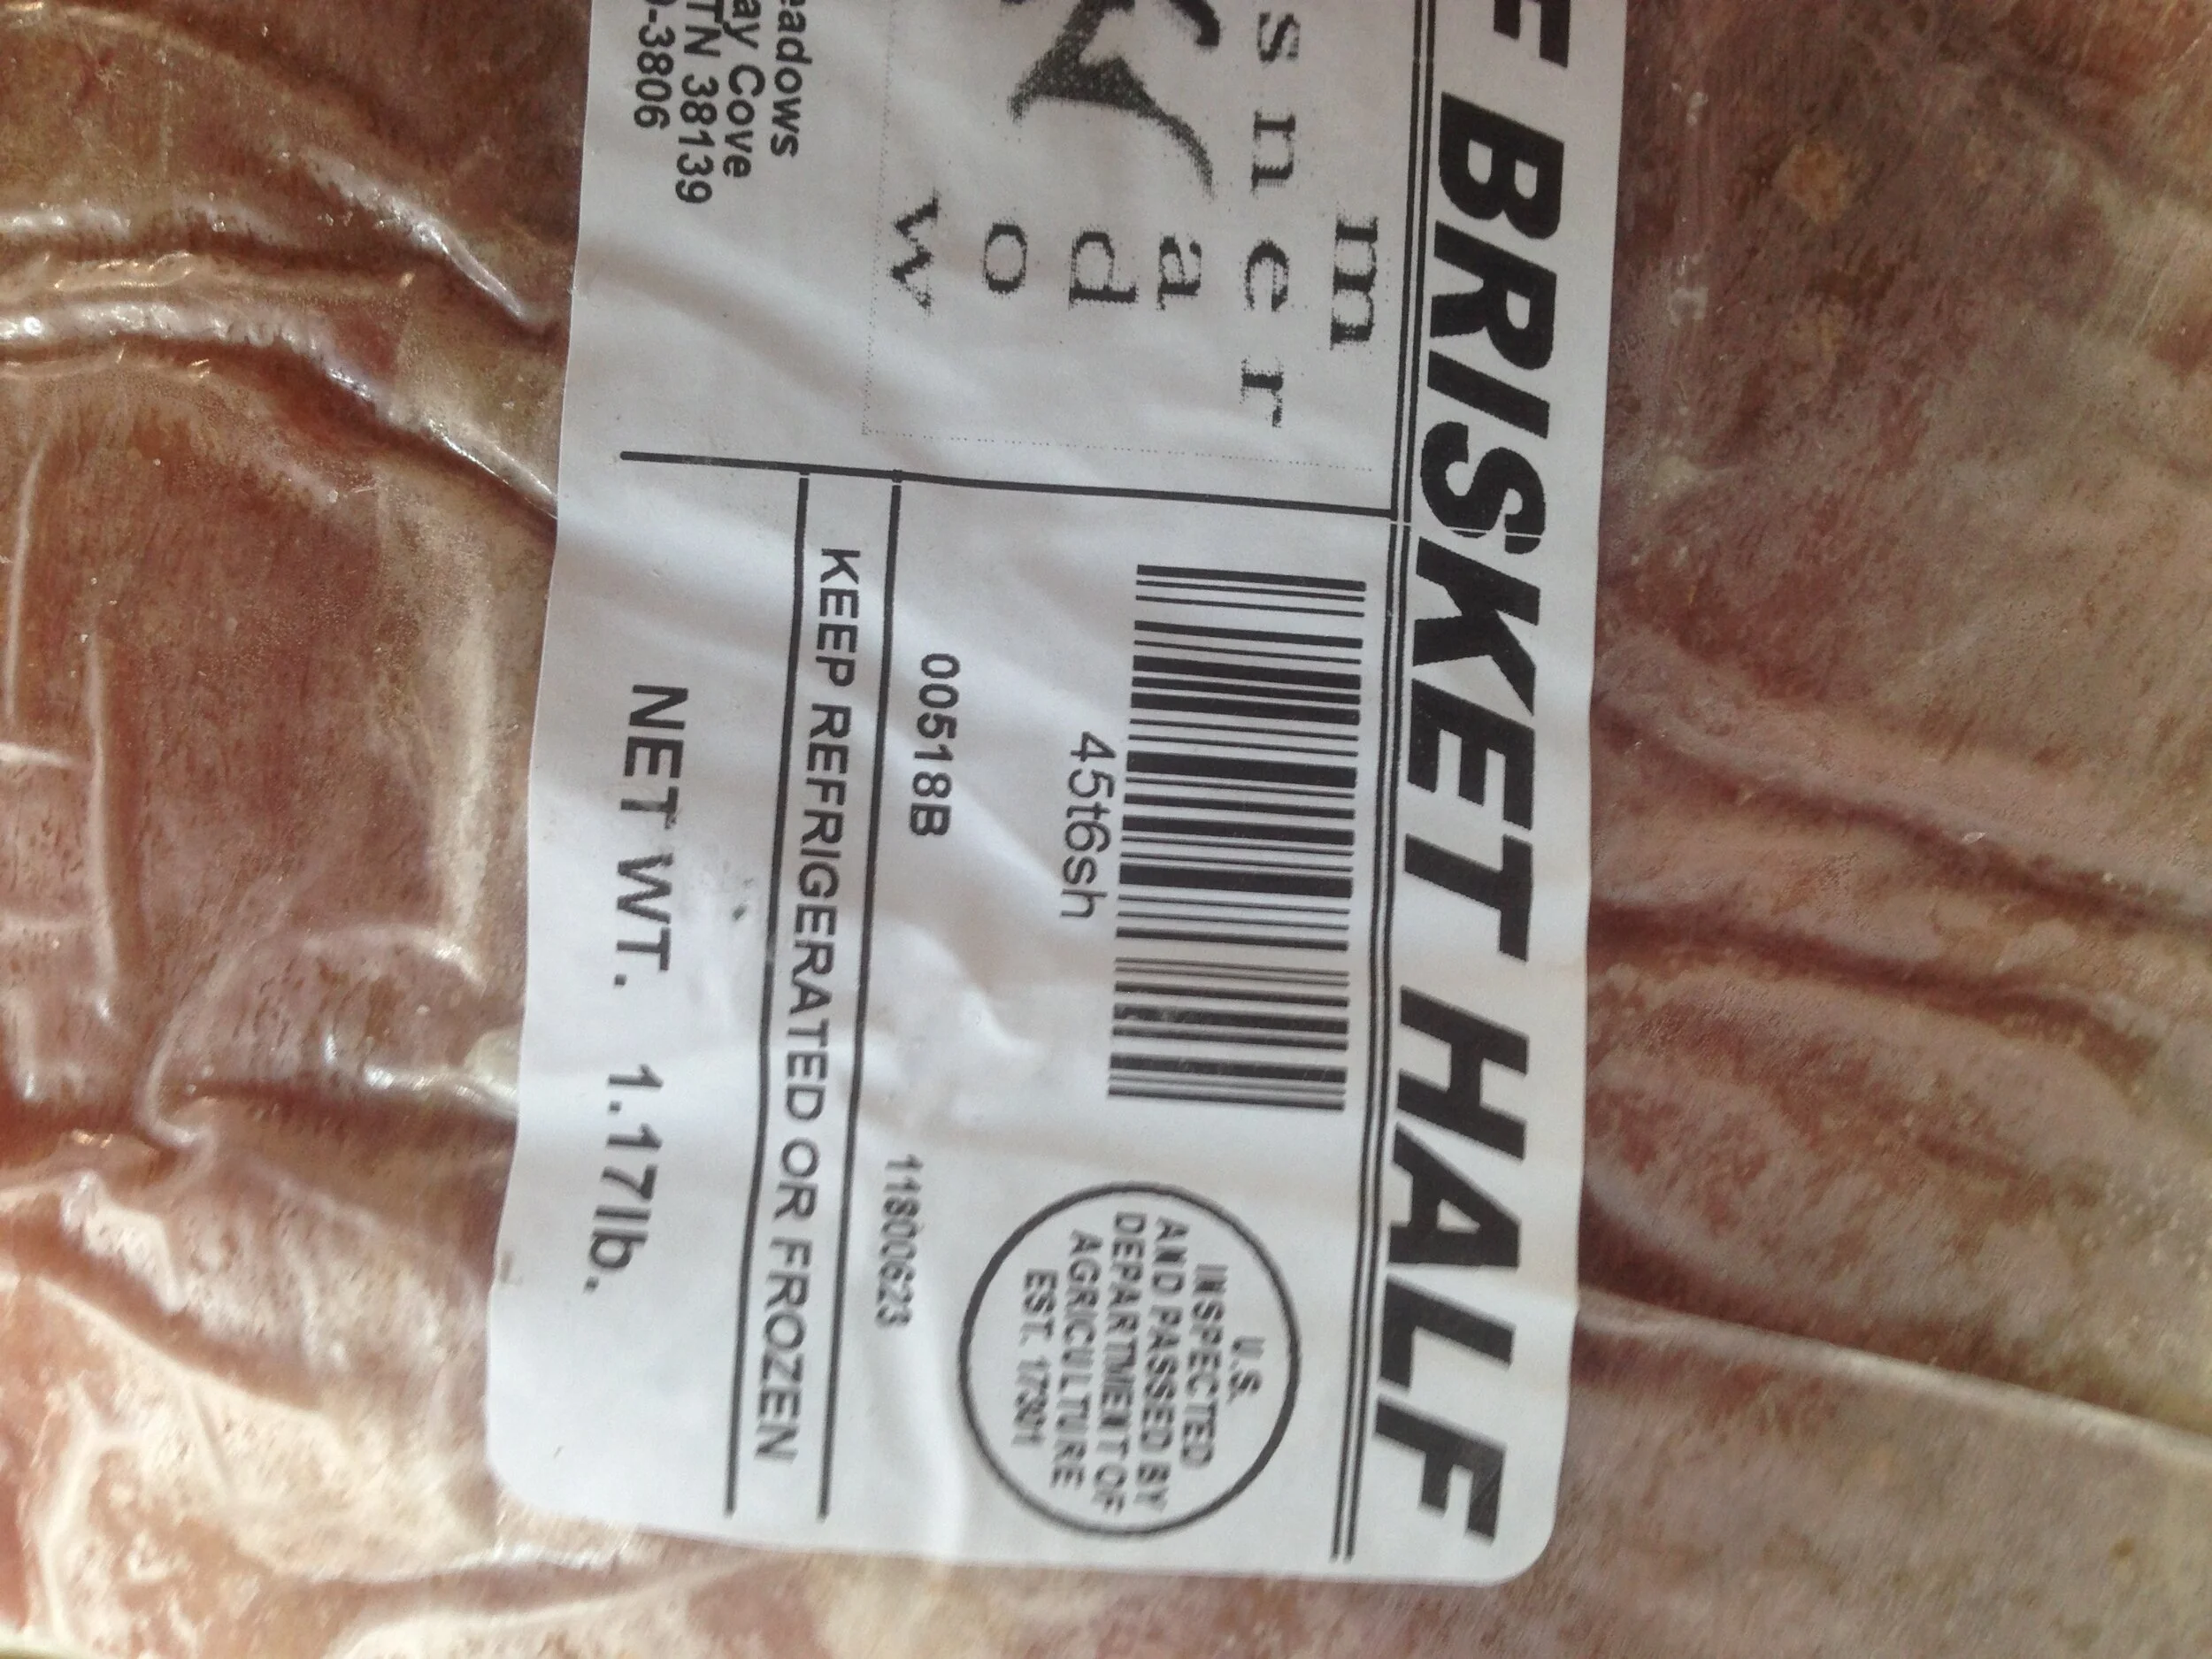 F BRISKET HALF
m
sner
a
d
o
w
eadows
ay Cove
TN 38139
-3806
45t6sh
00518B
11800623
U.S.
INSPECTED
AND PASSED BY
DEPARTMENT OF
AGRICULTURE
EST. 17301
KEEP REFRIGERATED OR FROZEN
NET WT. 1.17lb.